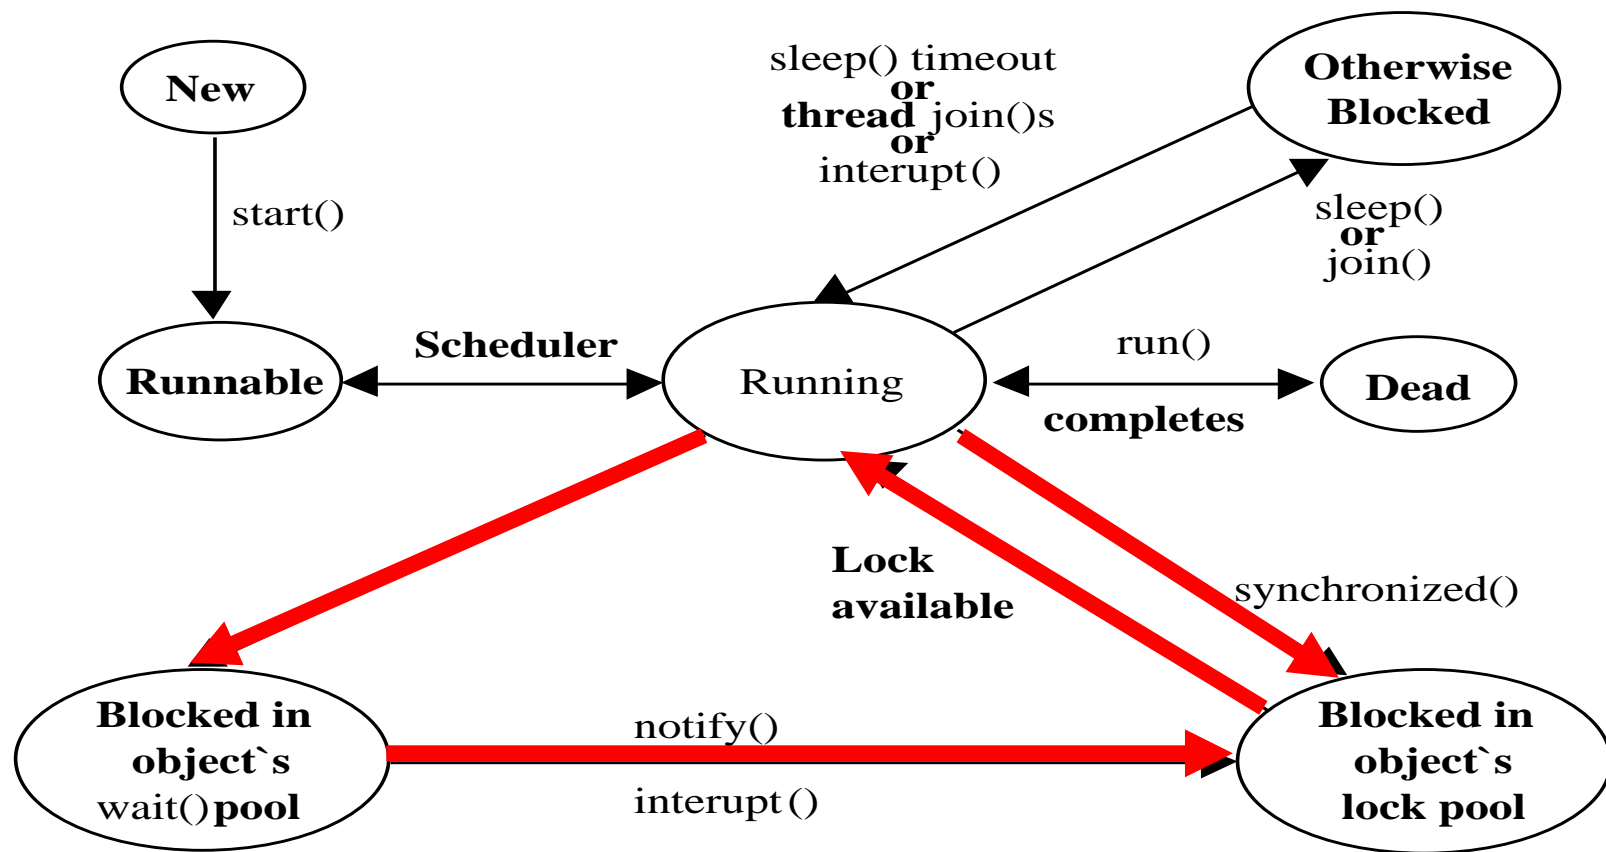 New
sleep() timeout
or
thread join()s
or
interupt()
Otherwise
Blocked
start()
sleep()
or
join()
Runnable
Scheduler
Running
run()
completes
Dead
Lock
available
synchronized()
Blocked in
object`s
wait() pool
notify()
interupt()
Blocked in
object`s
lock pool